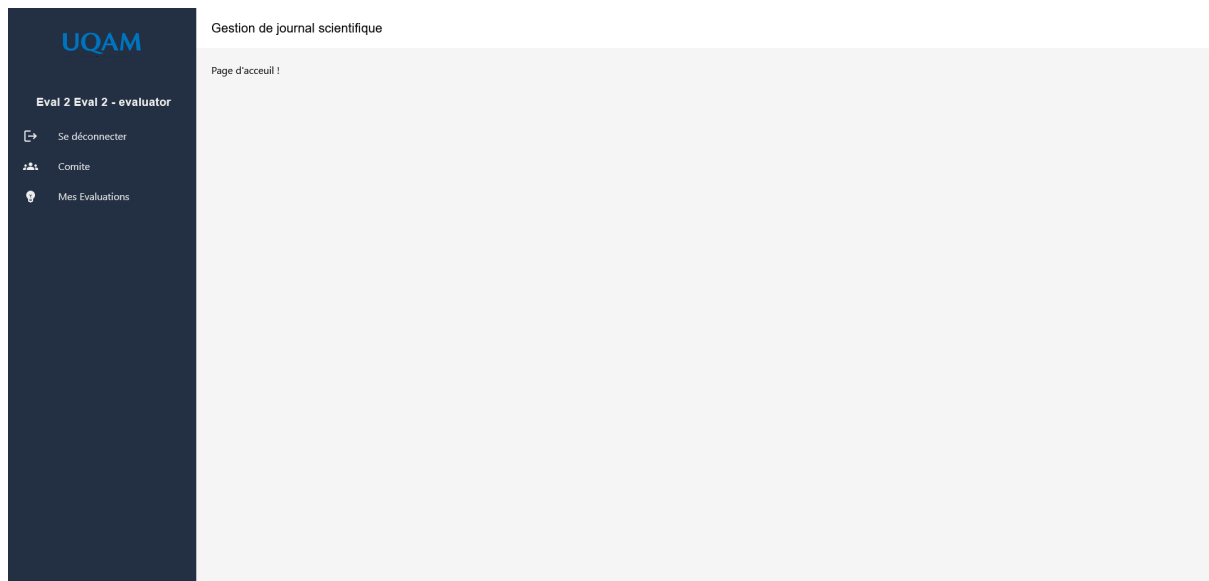 UQAM
Eval 2 Eval 2 - evaluator
Se déconnecter
Comite
Mes Evaluations
Gestion de journal scientifique
Page d'acceuil !